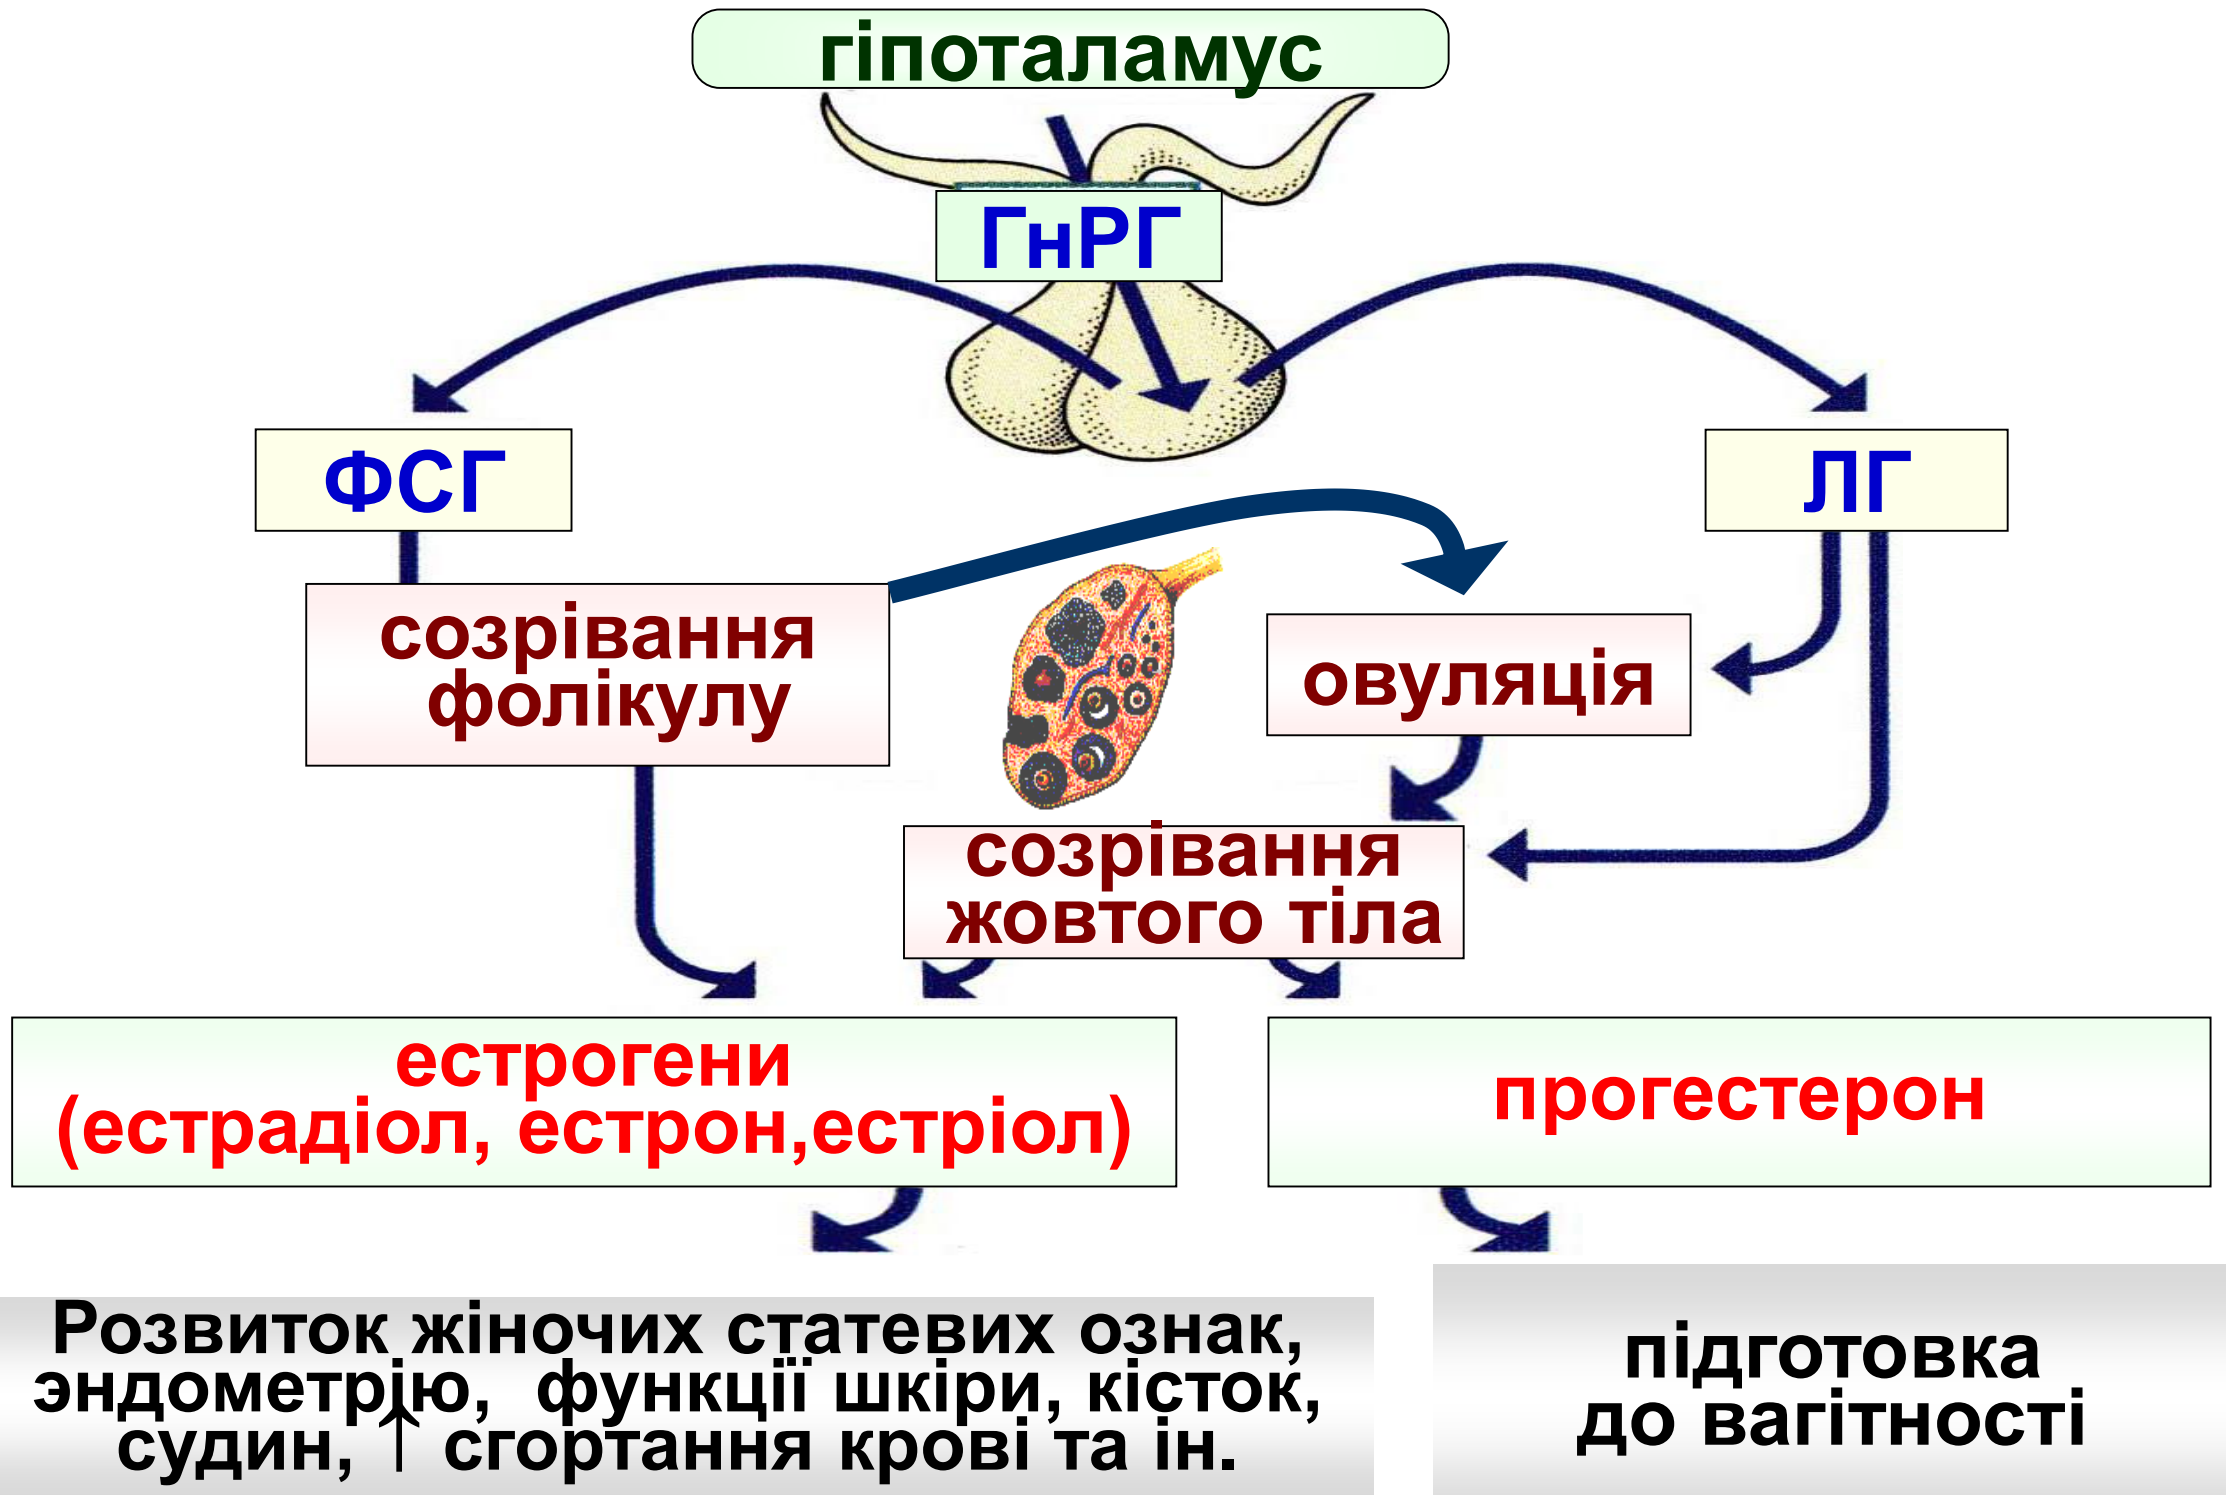 гіпоталамус
ГнРГ
ФСГ
ЛГ
созрівання
фолікулу
овуляція
созрівання
жовтого тіла
естрогени
(естрадіол, естрон,естріол)
прогестерон
Розвиток жіночих статевих ознак,
эндометрію, функції шкіри, кісток,
судин, ↑ сгортання крові та ін.
підготовка
до вагітності